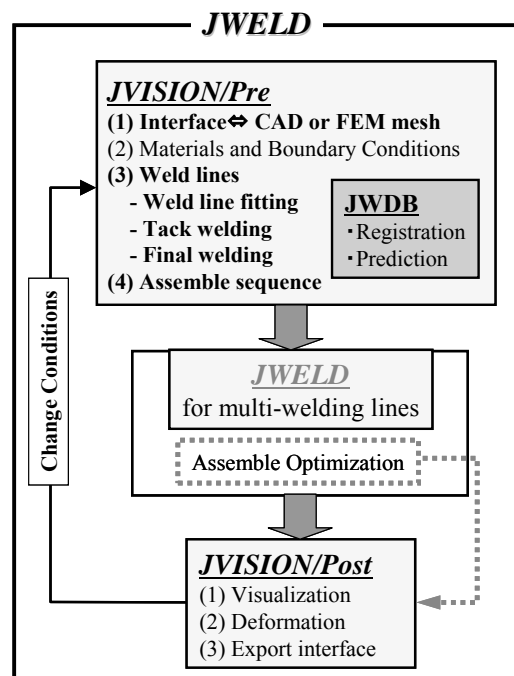 JWELD
JVISION/Pre
(1) Interface⇔ CAD or FEM mesh
(2) Materials and Boundary Conditions
(3) Weld lines
- Weld line fitting
- Tack welding
- Final welding
(4) Assemble sequence
JWDB
・Registration
・Prediction
Change Conditions
JWELD
for multi-welding lines
Assemble Optimization
JVISION/Post
(1) Visualization
(2) Deformation
(3) Export interface